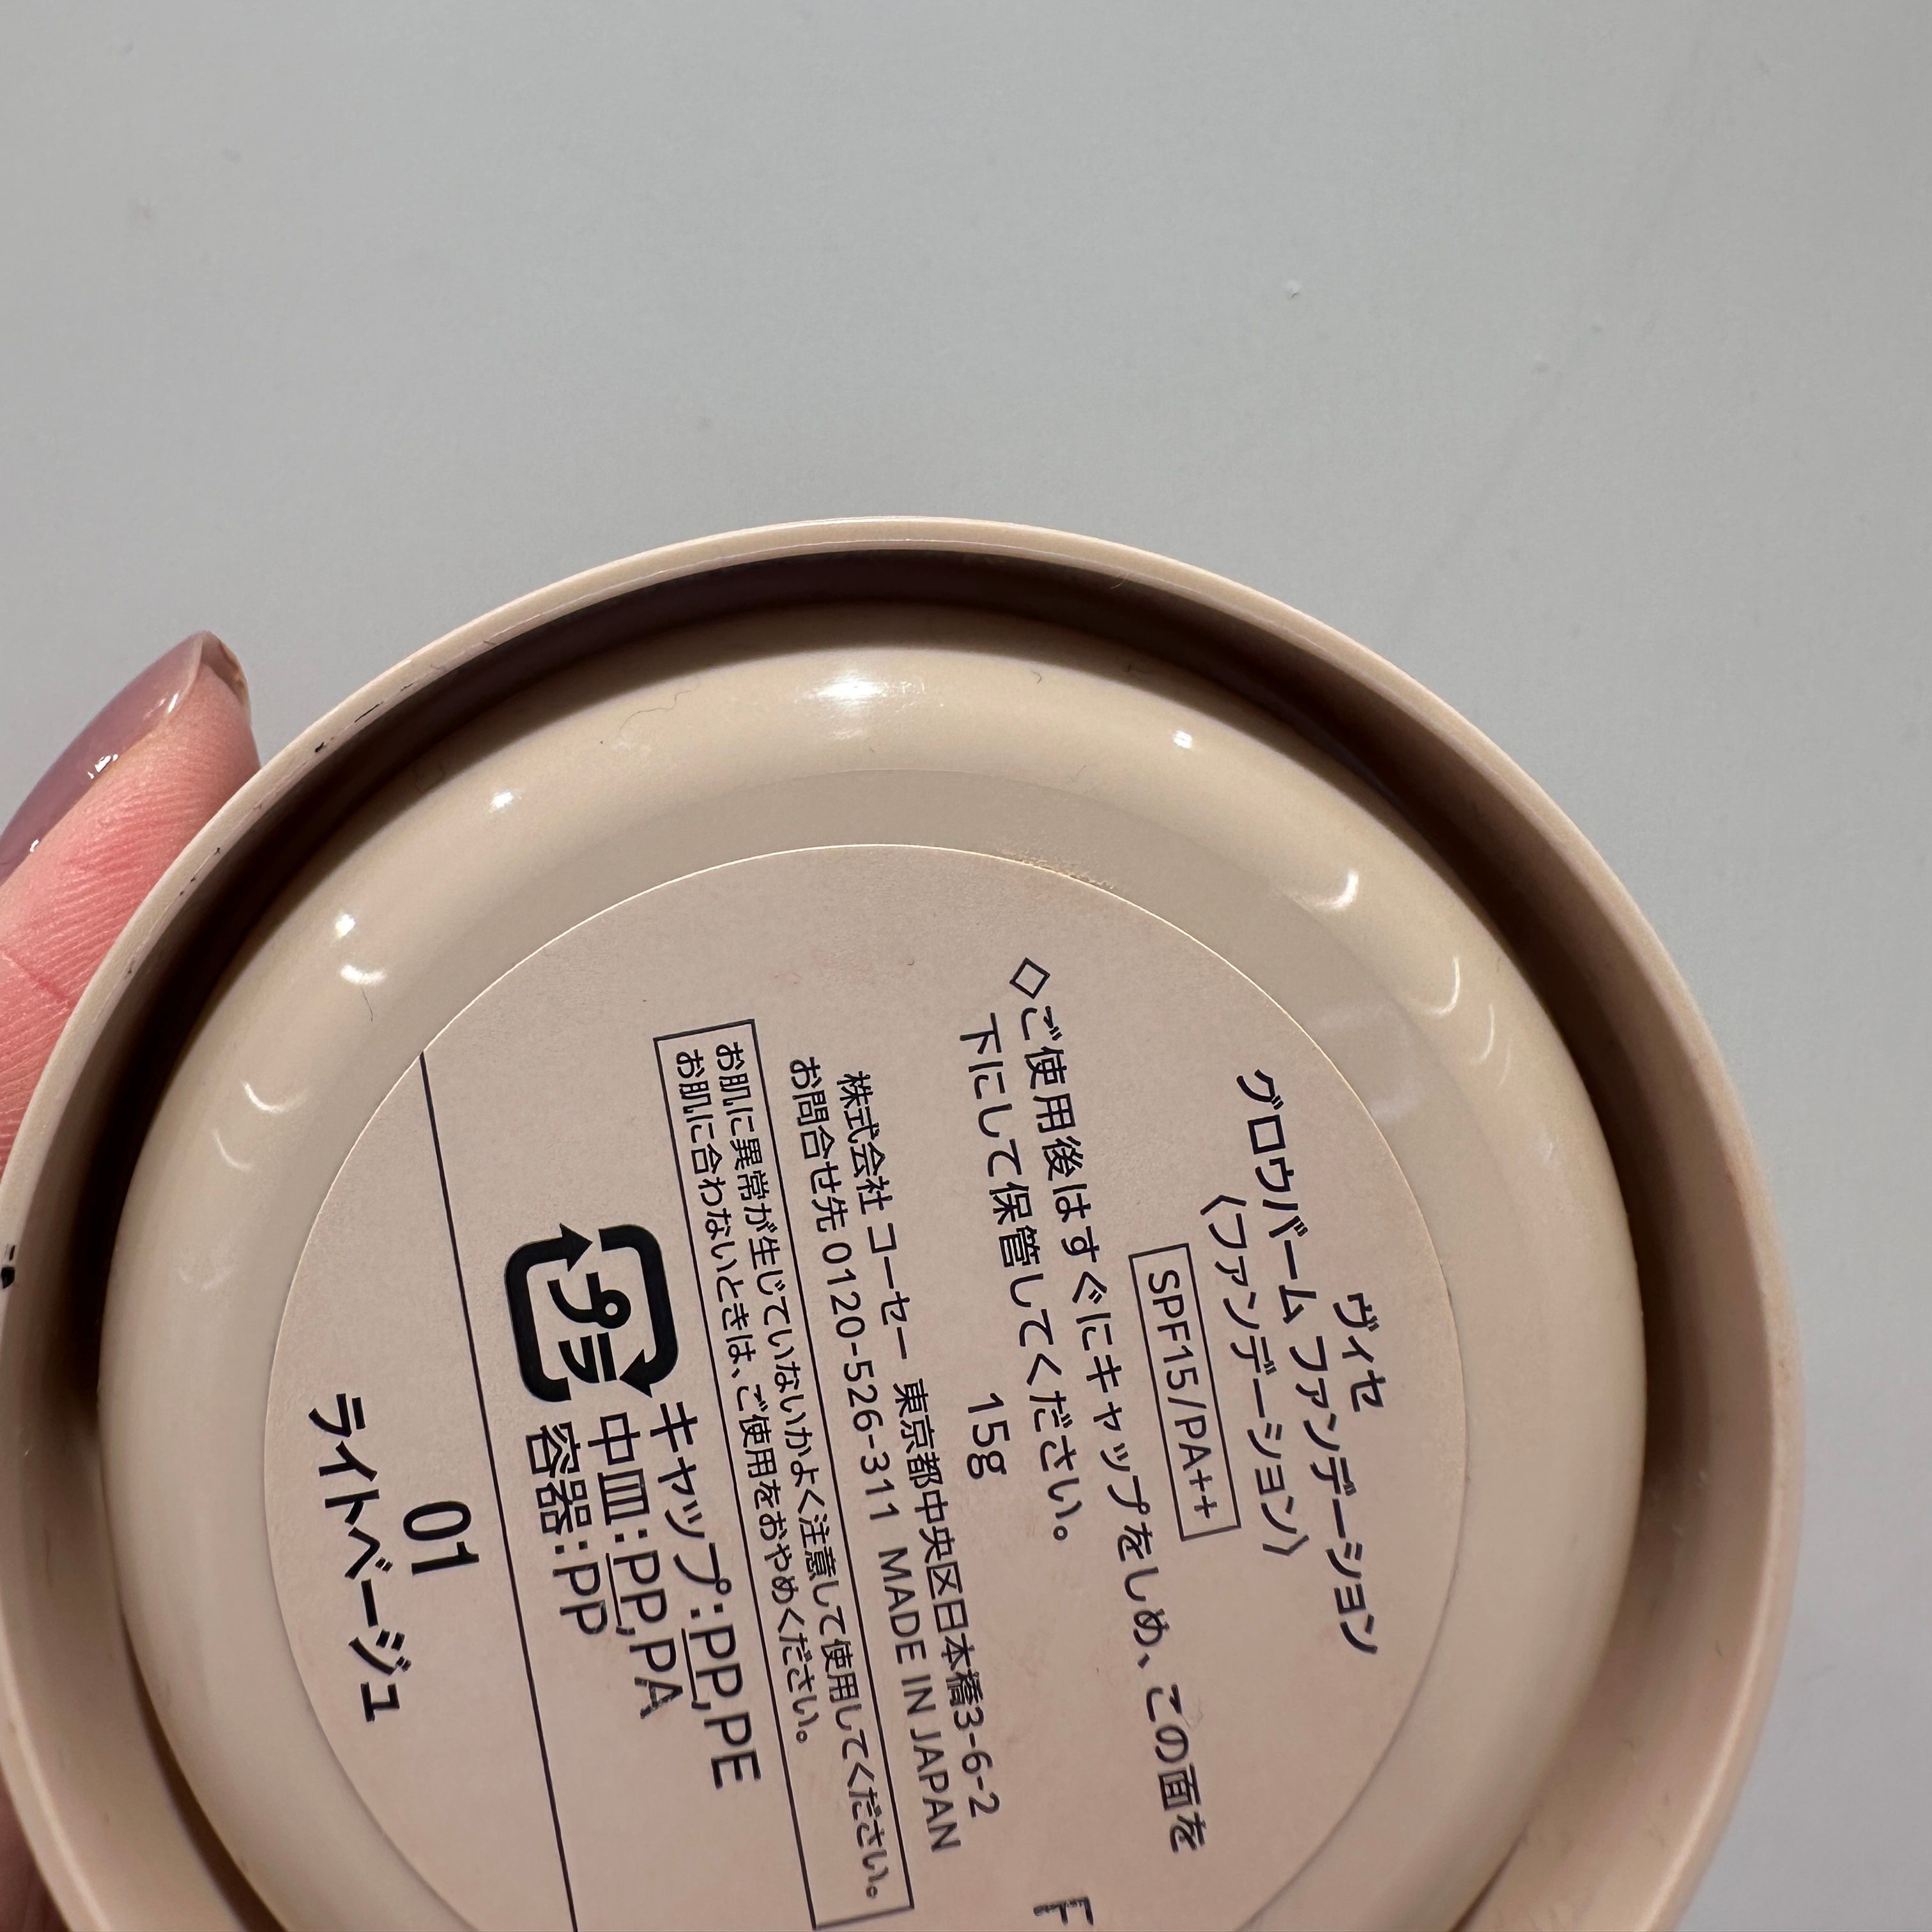 ヴィセ
グロウバーム ファンデーション
〈ファンデーション〉
SPF15/PA++
◇ご使用後はすぐにキャップをしめ、この面を
下にして保管してください。
15g
株式会社 コーセー 東京都中央区日本橋3-6-2
お問合せ先 0120-526-311 MADE IN JAPAN
お肌に異常が生じていないかよく注意して使用してください。
お肌に合わないときは、ご使用をおやめください。
プラ
キャップ:PP,PE
中皿:PP,PA
容器:PP
01
ライトベージュ